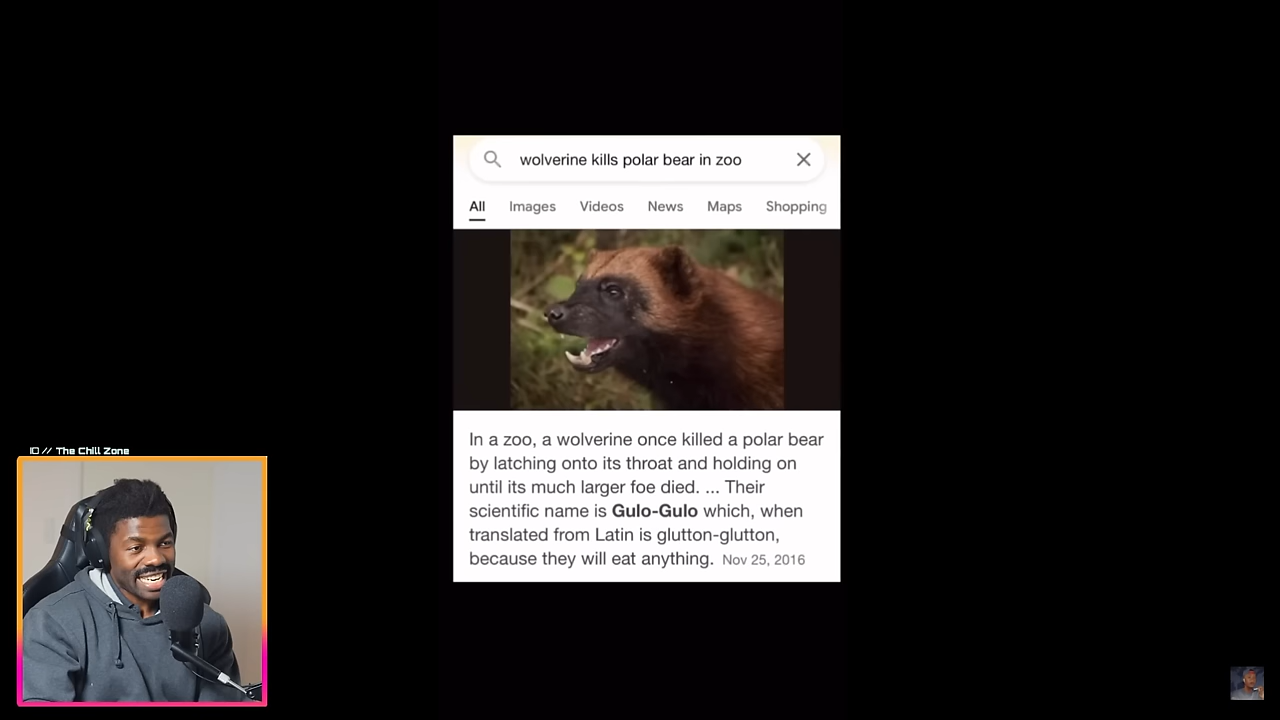 wolverine kills polar bear in zoo
All Images Videos News Maps Shopping
In a zoo, a wolverine once killed a polar bear
by latching onto its throat and holding on
until its much larger foe died. ... Their
scientific name is Gulo-Gulo which, when
translated from Latin is glutton-glutton,
because they will eat anything. Nov 25, 2016
IO // The Chill Zone